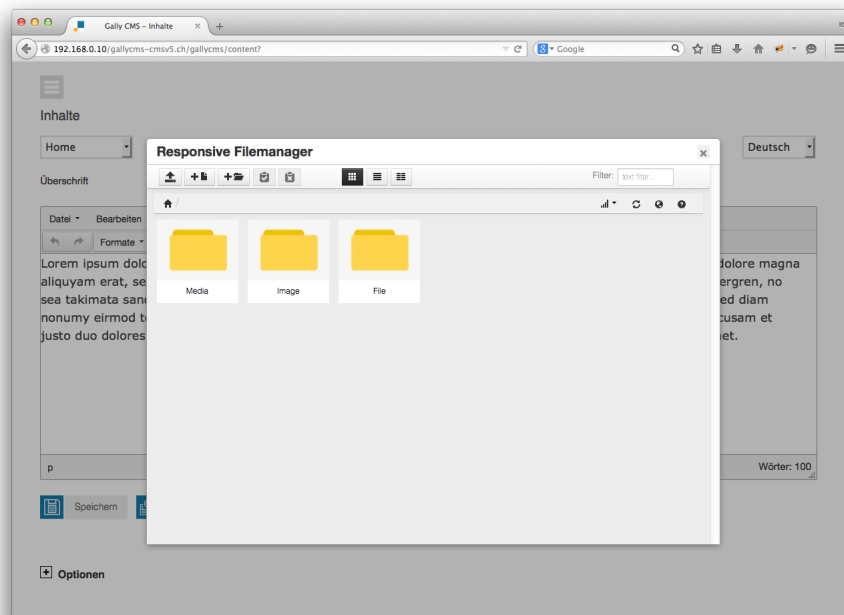 Gally CMS – Inhalte
192.168.0.10/gallycms-cmsv5.ch/gallycms/content?
Google
Inhalte
Home
Deutsch
Responsive Filemanager
Filter: text filter ...
Überschrift
Datei Bearbeiten
Formate
Media Image File
Lorem ipsum dolo
dolore magna
aliquyam erat, se
ergren, no
sea takimata sanc
ed diam
nonumy eirmod te
cusam et
justo duo dolores
et.
p
Wörter: 100
Speichern
Optionen